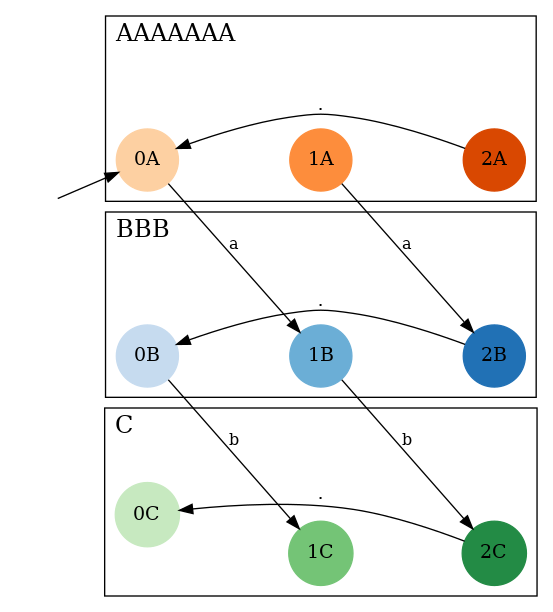 AAAAAAA
.
0A 1A 2A
a a
BBB
.
0B 1B 2B
b b
C
.
0C
1C 2C